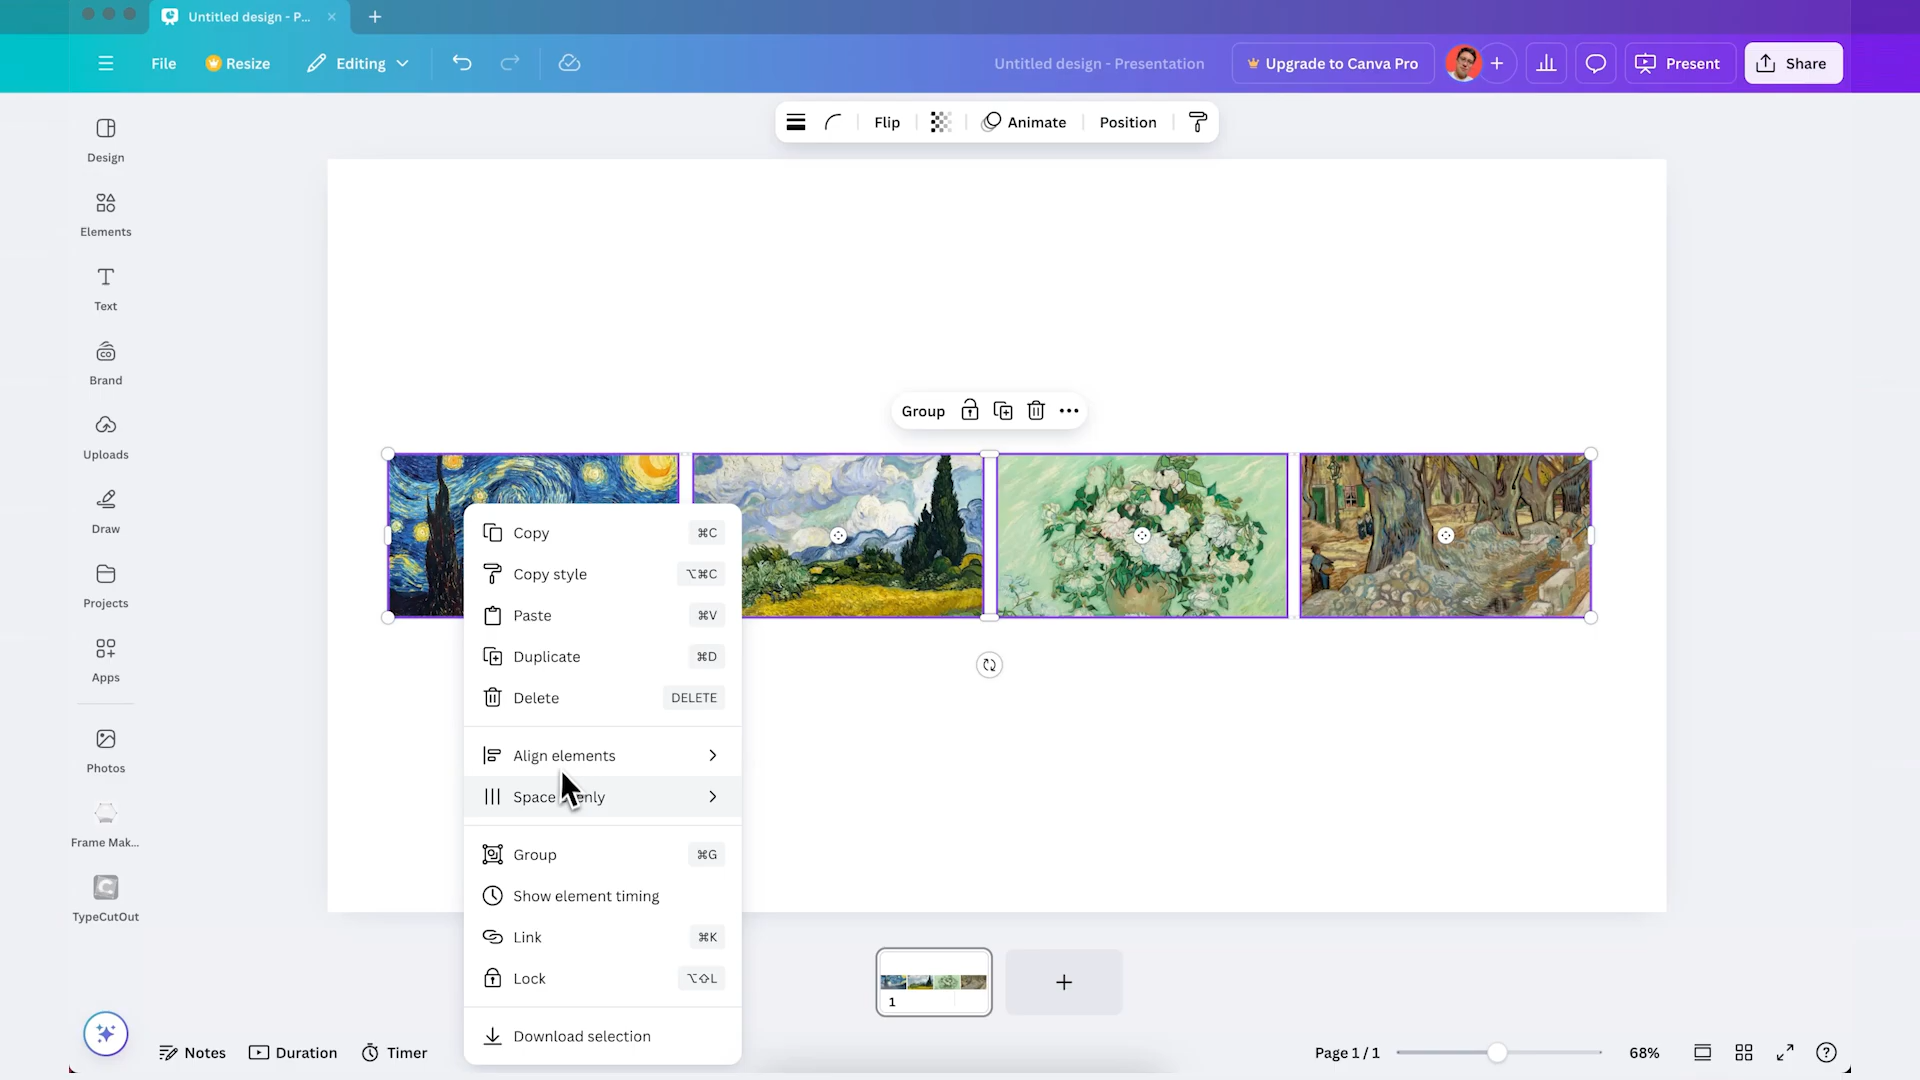 Untitled design - P...
File
Resize
Editing
Untitled design - Presentation
Upgrade to Canva Pro
Present
Share
Flip
Animate
Position
Design
Elements
Text
CO
Brand
Uploads
Draw
Projects
Apps
Photos
Frame Mak...
C
TypeCutOut
Group
Copy ⌘C
Copy style ⌥⌘C
Paste ⌘V
Duplicate ⌘D
Delete DELETE
Align elements
Space
Group ⌘G
Show element timing
Link ⌘K
Lock ⌥⇧L
Download selection
1
Notes
Duration
Timer
Page 1 / 1
68%